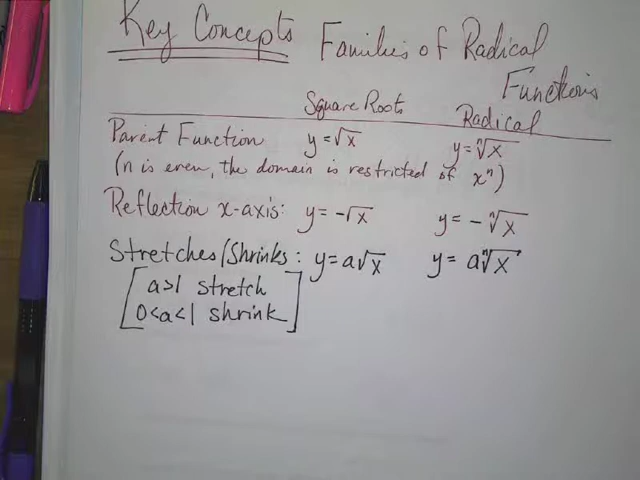 Key Concepts Families of Radical
Functions
Square Roots Radical
Parent Function y=√x y=ⁿ√x
(n is even, the domain is restricted of xⁿ)
Reflection x-axis: y=-√x y=-ⁿ√x
Stretches/Shrinks: y=a√x y=aⁿ√x
[a>1 stretch
0<a<1 shrink]